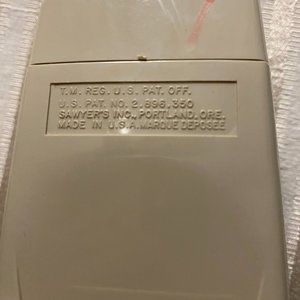 T.M. REG. U.S. PAT. OFF.
U.S. PAT. NO. 2,896,350
SAWYER'S INC., PORTLAND, ORE.
MADE IN U.S.A. MARQUE DEPOSEE